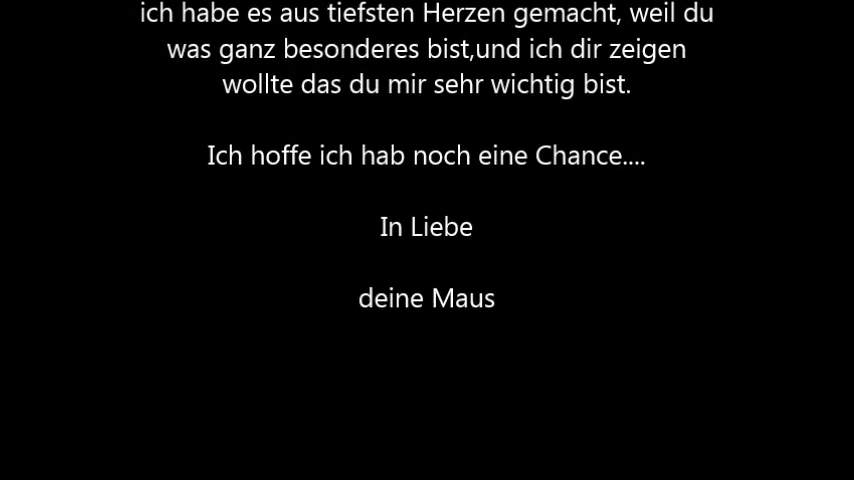 ich habe es aus tiefsten Herzen gemacht, weil du
was ganz besonderes bist,und ich dir zeigen
wollte das du mir sehr wichtig bist.
Ich hoffe ich hab noch eine Chance....
In Liebe
deine Maus